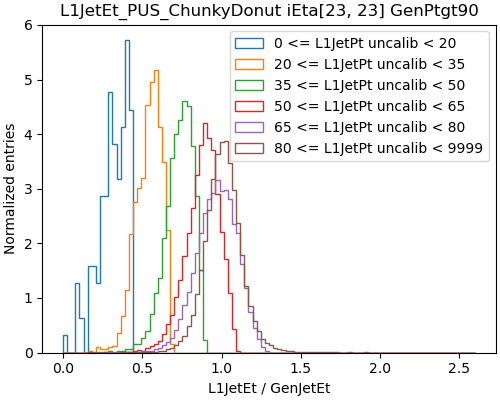 L1JetEt_PUS_ChunkyDonut iEta[23, 23] GenPtgt90
0 <= L1JetPt uncalib < 20
20 <= L1JetPt uncalib < 35
35 <= L1JetPt uncalib < 50
50 <= L1JetPt uncalib < 65
65 <= L1JetPt uncalib < 80
80 <= L1JetPt uncalib < 9999
Normalized entries
6
5
4
3
2
1
0
0.0 0.5 1.0 1.5 2.0 2.5
L1JetEt / GenJetEt